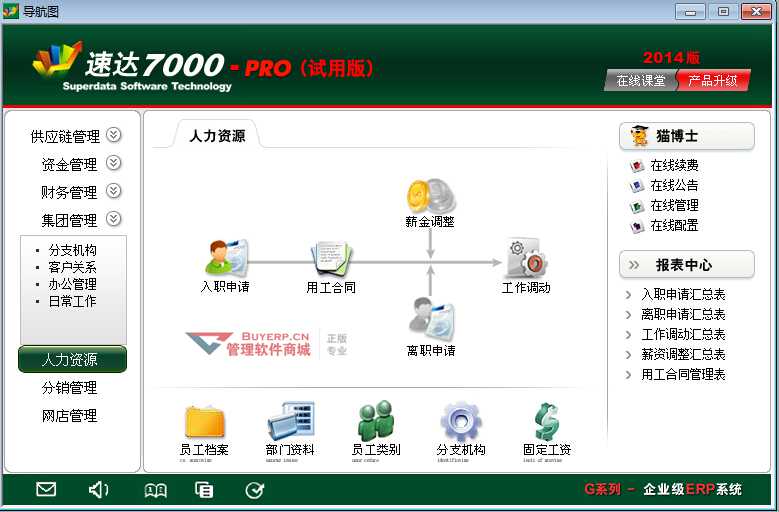 导航图
速达7000-PRO（试用版）
Superdata Software Technology
2014版
在线课堂 产品升级
供应链管理
资金管理
财务管理
集团管理
分支机构
客户关系
办公管理
日常工作
人力资源
分销管理
网店管理
人力资源
薪金调整
入职申请
用工合同
工作调动
离职申请
BUYERP.CN
管理软件商城
正版
专业
员工档案
部门资料
员工类别
分支机构
固定工资
猫博士
在线续费
在线公告
在线管理
在线配置
报表中心
入职申请汇总表
离职申请汇总表
工作调动汇总表
薪资调整汇总表
用工合同管理表
G系列 - 企业级ERP系统